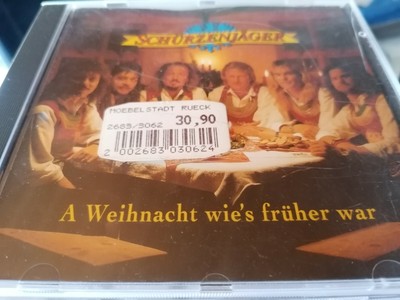 SCHÜRZENJÄGER
MOEBELSTADT RUECK
2683/3062 30,90
2 002683 030624
A Weihnacht wie's früher war